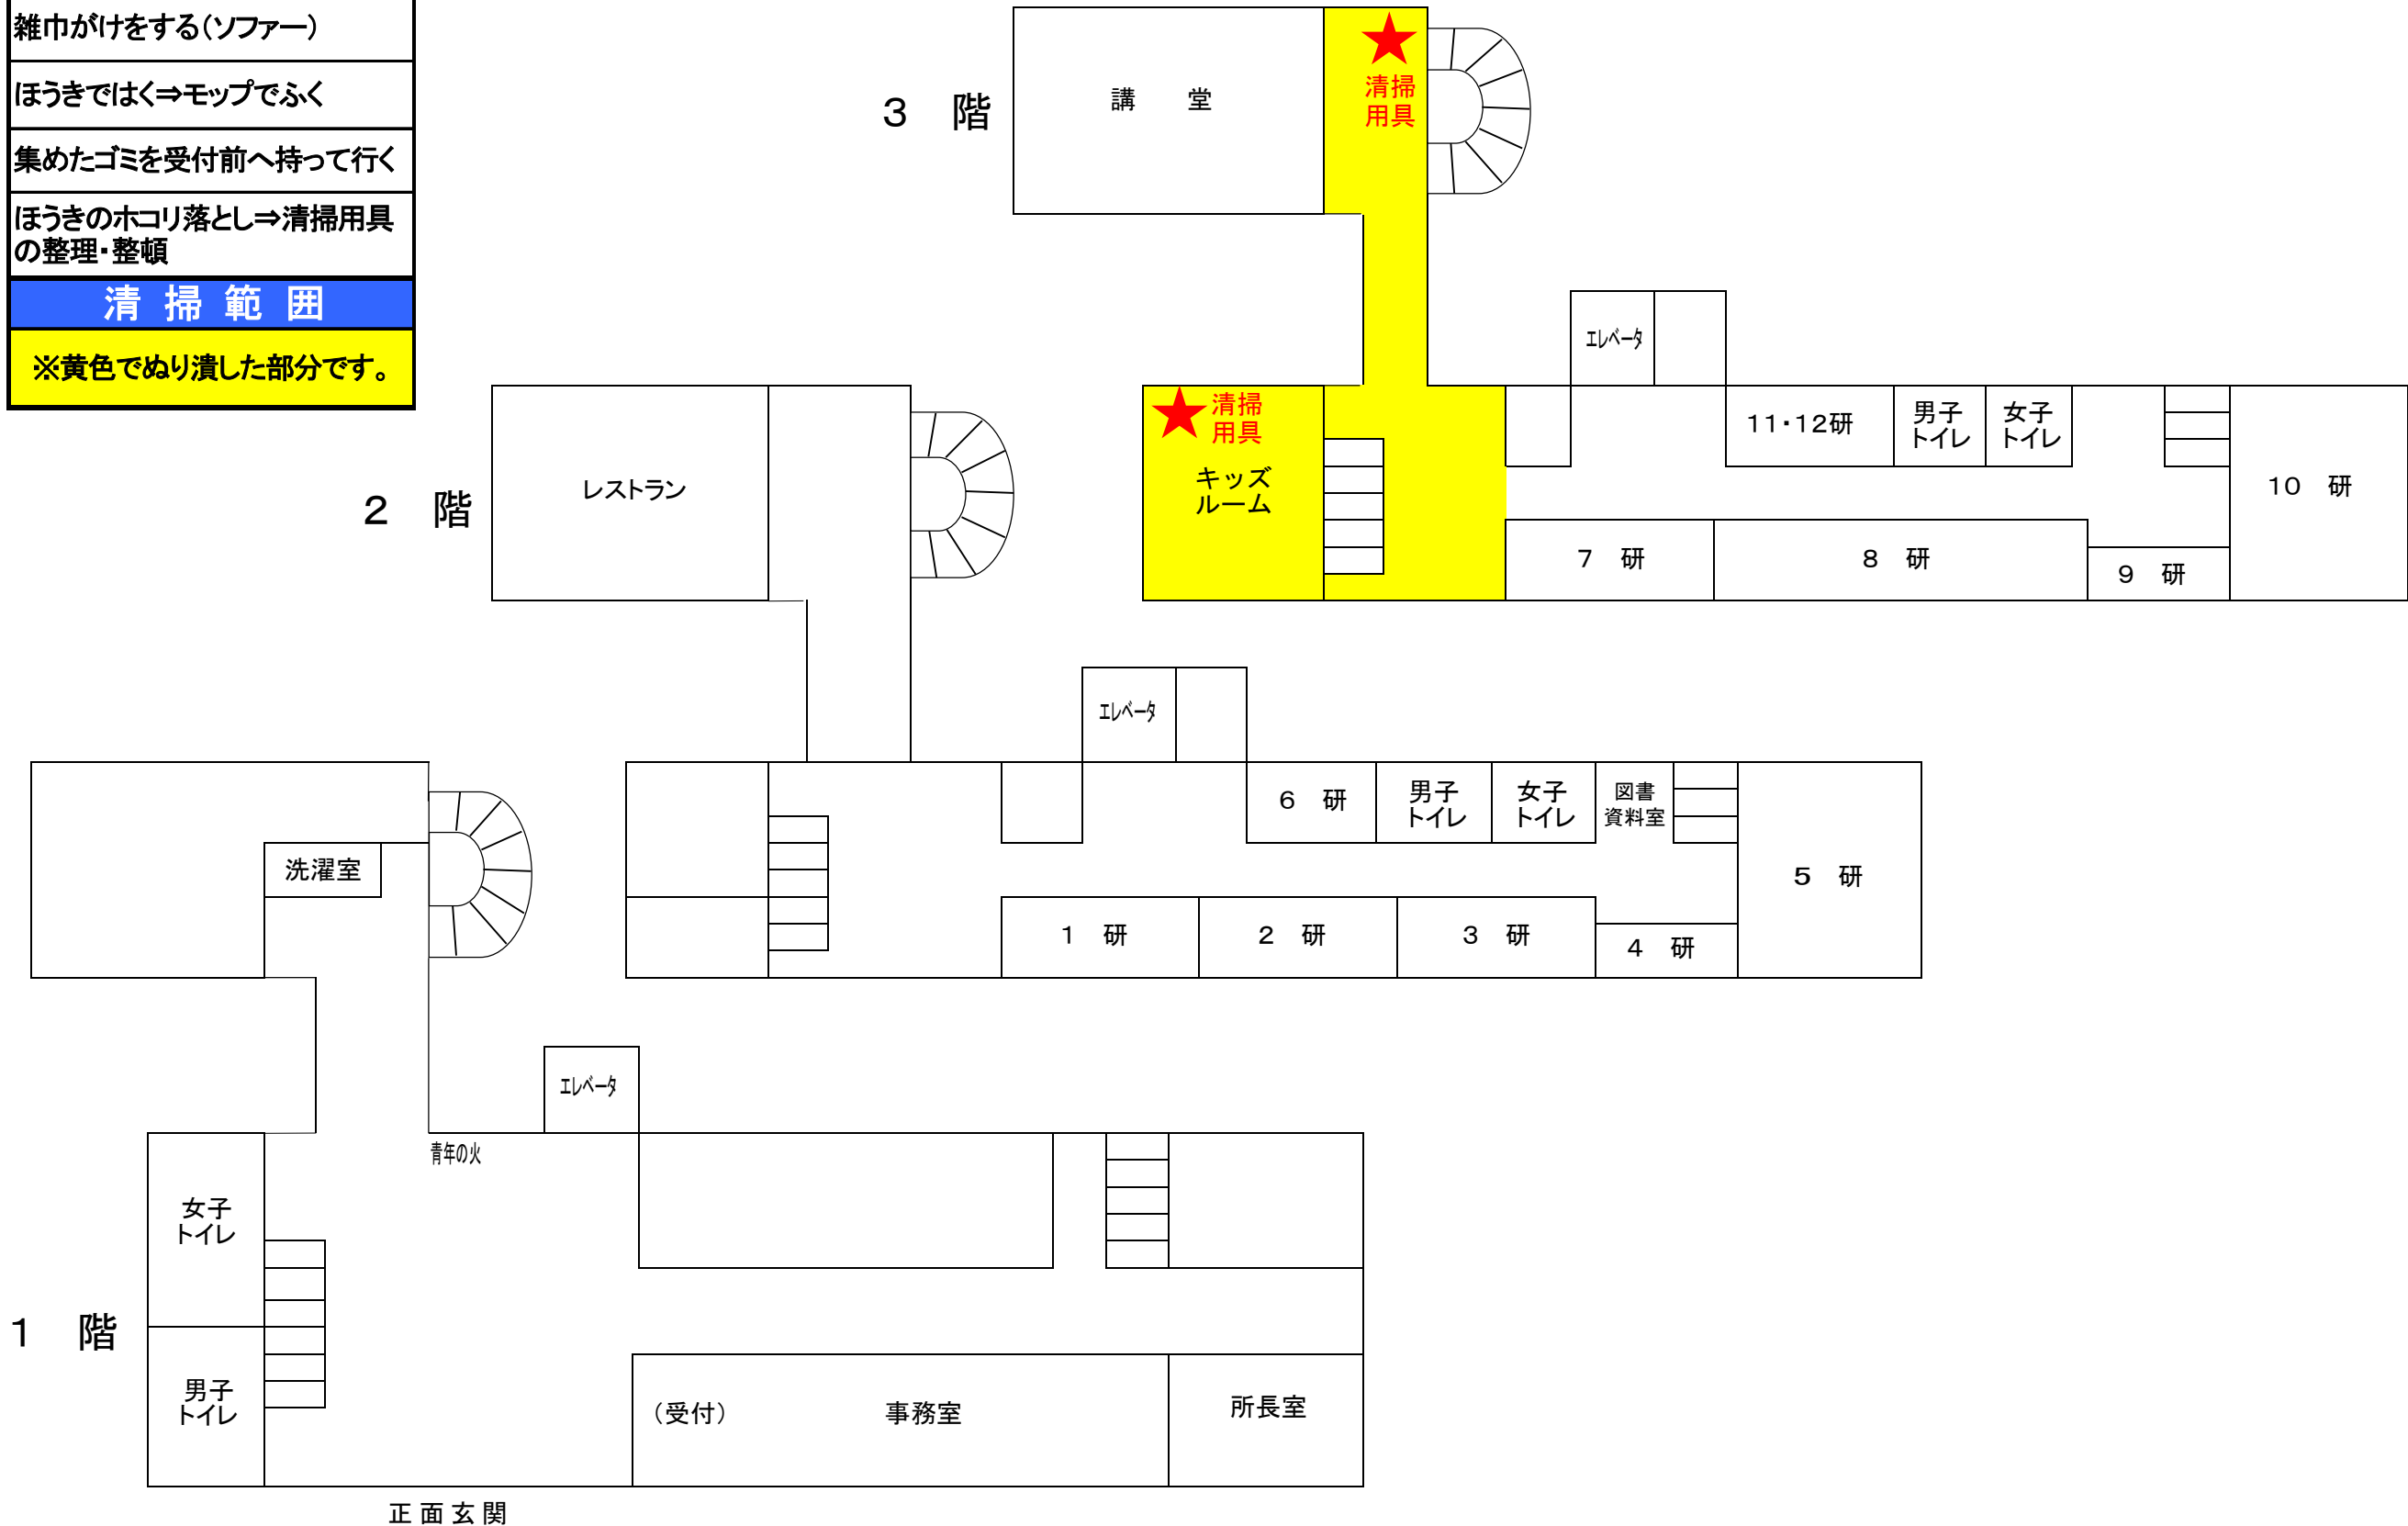 雑巾がけをする（ソファー）
ほうきではく⇒モップでふく
集めたゴミを受付前へ持って行く
ほうきのホコリ落とし⇒清掃用具
の整理・整頓
清　掃　範　囲
※黄色でぬり潰した部分です。
３　階
講　　堂
清掃
用具
エレベータ
清掃
用具
キッズ
ルーム
11・12研
男子
トイレ
女子
トイレ
10　研
７　研
８　研
９　研
２　階
レストラン
エレベータ
６　研
男子
トイレ
女子
トイレ
図書
資料室
５　研
１　研
２　研
３　研
４　研
洗濯室
エレベータ
青年の火
１　階
女子
トイレ
男子
トイレ
（受付）
事務室
所長室
正 面 玄 関